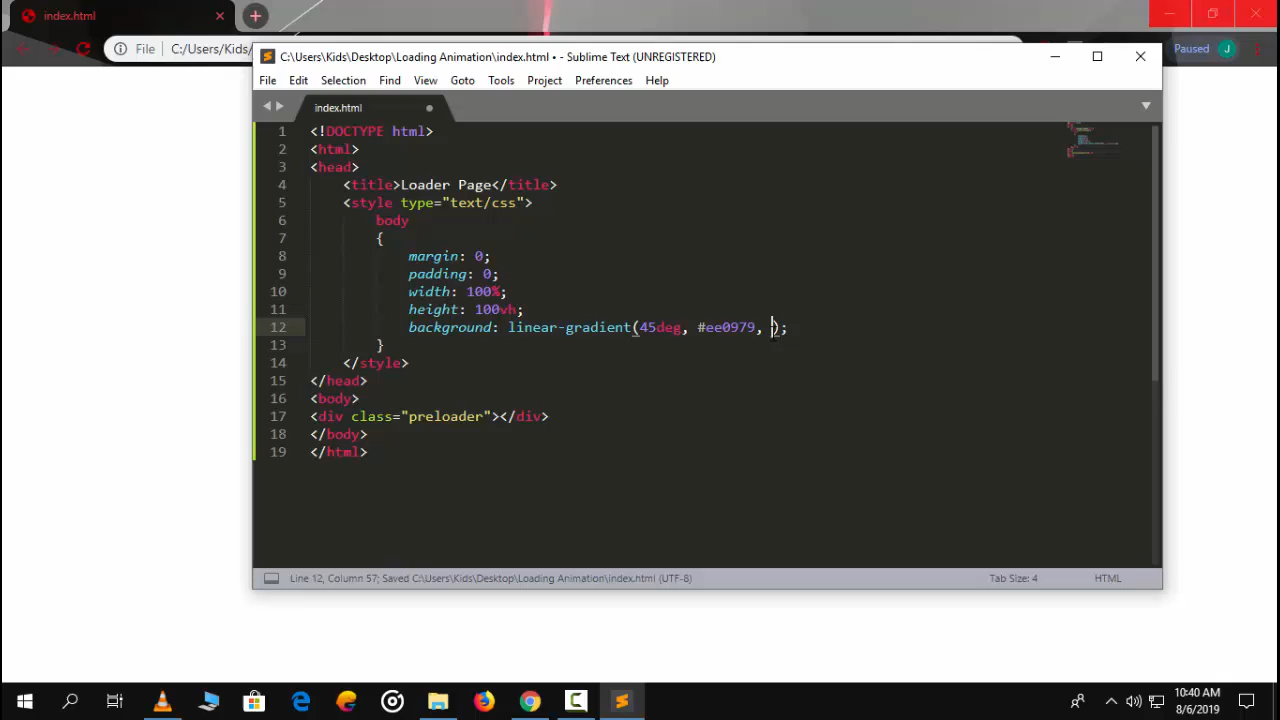 index.html
File C:/Users/Kids/
Paused J
C:\Users\Kids\Desktop\Loading Animation\index.html • - Sublime Text (UNREGISTERED)
File Edit Selection Find View Goto Tools Project Preferences Help
index.html
1 <!DOCTYPE html>
2 <html>
3 <head>
4 <title>Loader Page</title>
5 <style type="text/css">
6 body
7 {
8 margin: 0;
9 padding: 0;
10 width: 100%;
11 height: 100vh;
12 background: linear-gradient(45deg, #ee0979, );
13 }
14 </style>
15 </head>
16 <body>
17 <div class="preloader"></div>
18 </body>
19 </html>
Line 12, Column 57; Saved C:\Users\Kids\Desktop\Loading Animation\index.html (UTF-8) Tab Size: 4 HTML
10:40 AM
8/6/2019